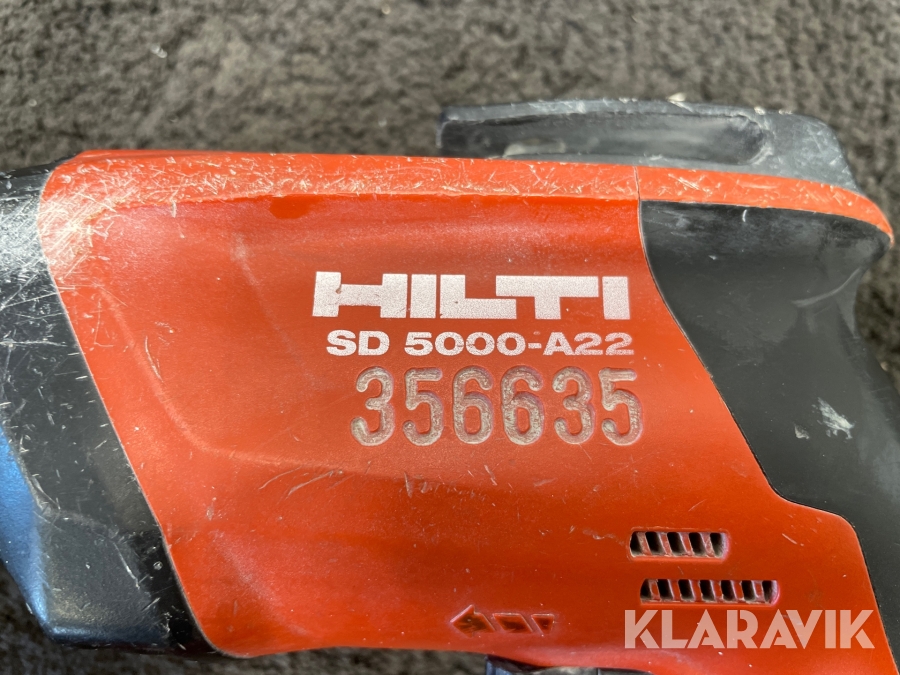 HILTI
SD 5000-A22
356635
KLARAVIK